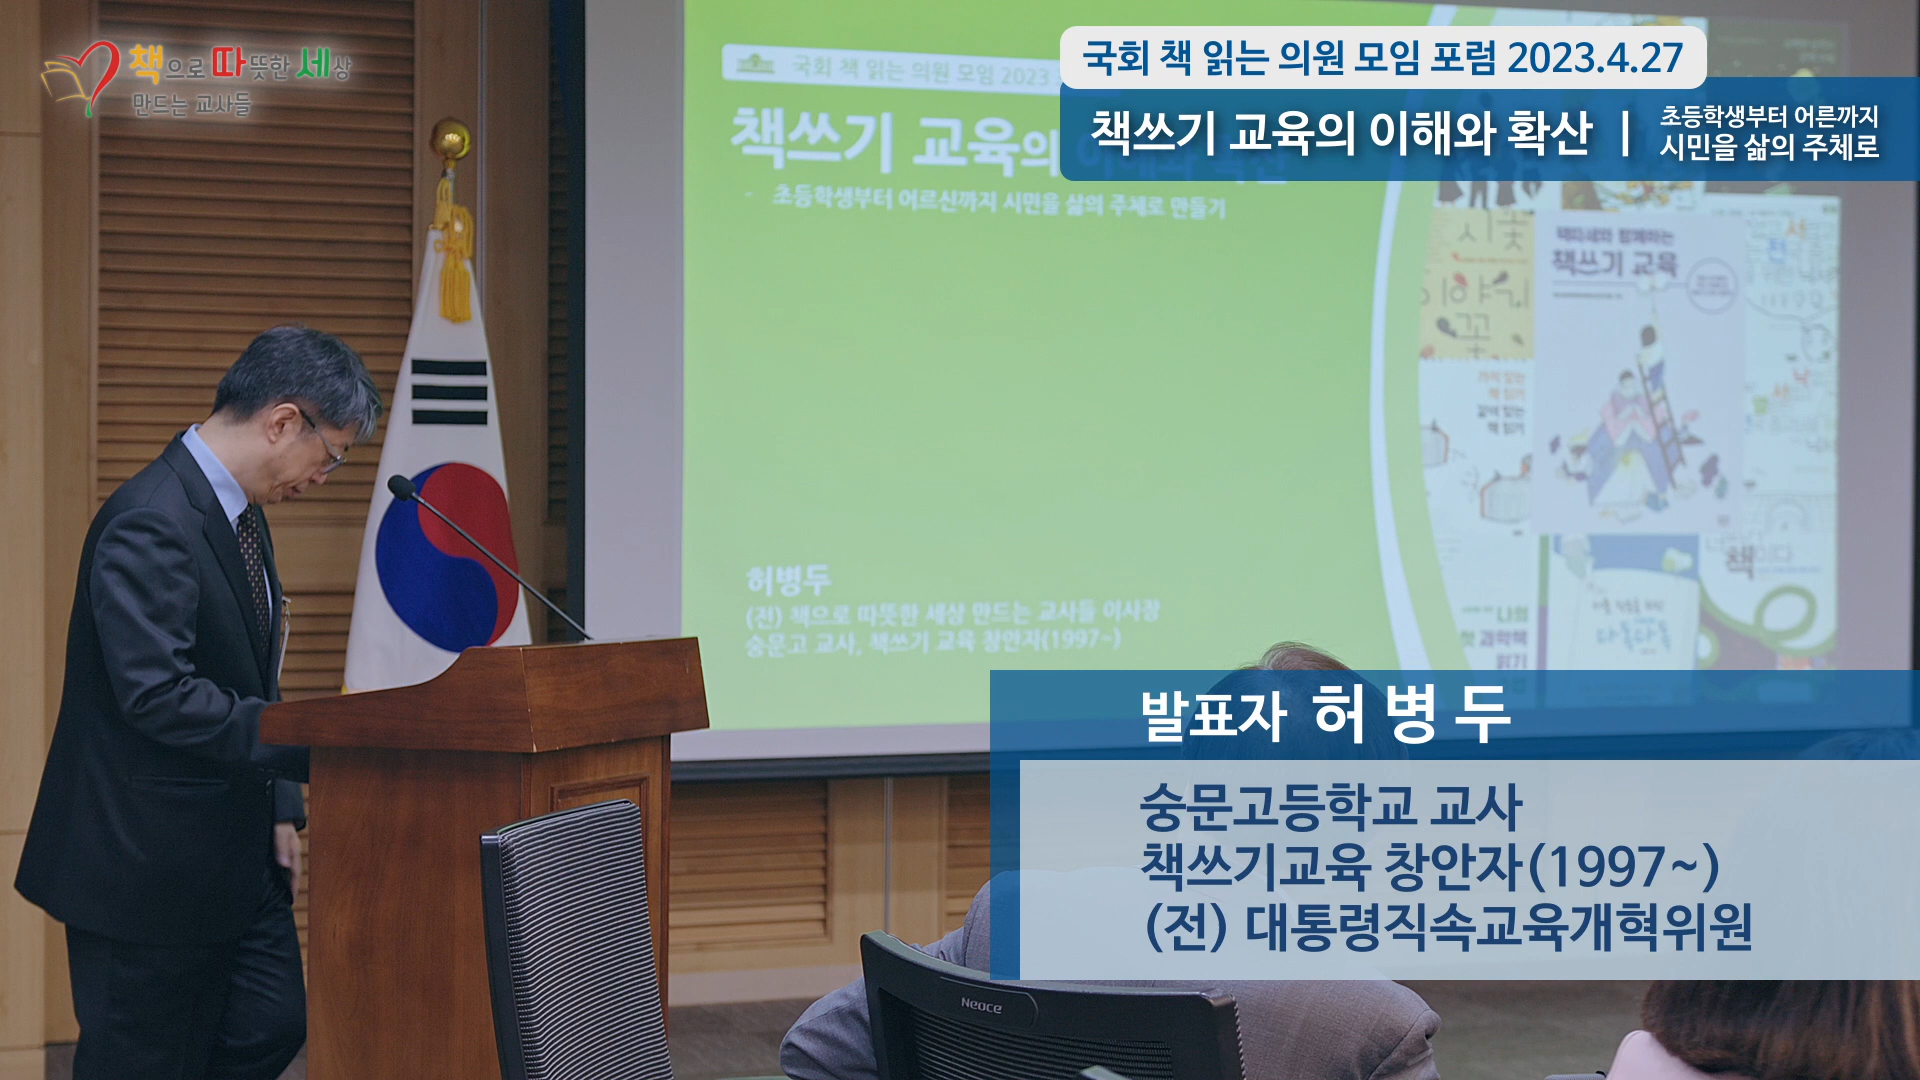 책으로 따뜻한 세상
만드는 교사들
국회 책 읽는 의원 모임 포럼 2023.4.27
책쓰기 교육의 이해와 확산 |
초등학생부터 어른까지
시민을 삶의 주체로
국회 책 읽는 의원 모임 2023
책쓰기 교육의
- 초등학생부터 어르신까지 시민을 삶의 주체로 만들기
허병두
(전) 책으로 따뜻한 세상 만드는 교사들 이사장
숭문고 교사, 책쓰기 교육 창안자(1997~)
책따세와 함께하는
책쓰기 교육
발표자 허병두
숭문고등학교 교사
책쓰기교육 창안자(1997~)
(전) 대통령직속교육개혁위원
Neoce